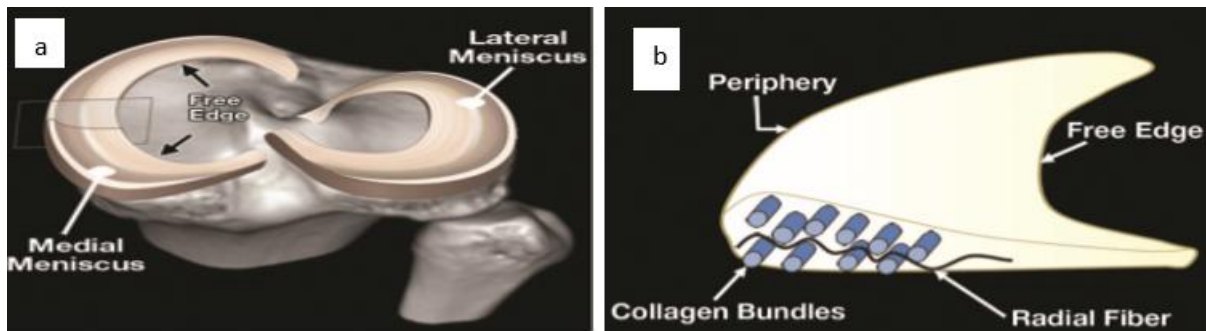 a
Lateral
Meniscus
Free
Edge
Medial
Meniscus
b
Periphery
Free Edge
Collagen Bundles
Radial Fiber